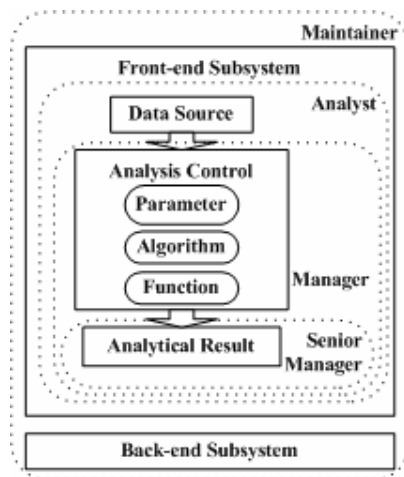 Maintainer
Front-end Subsystem
Analyst
Data Source
Analysis Control
Parameter
Algorithm
Function
Manager
Analytical Result
Senior
Manager
Back-end Subsystem